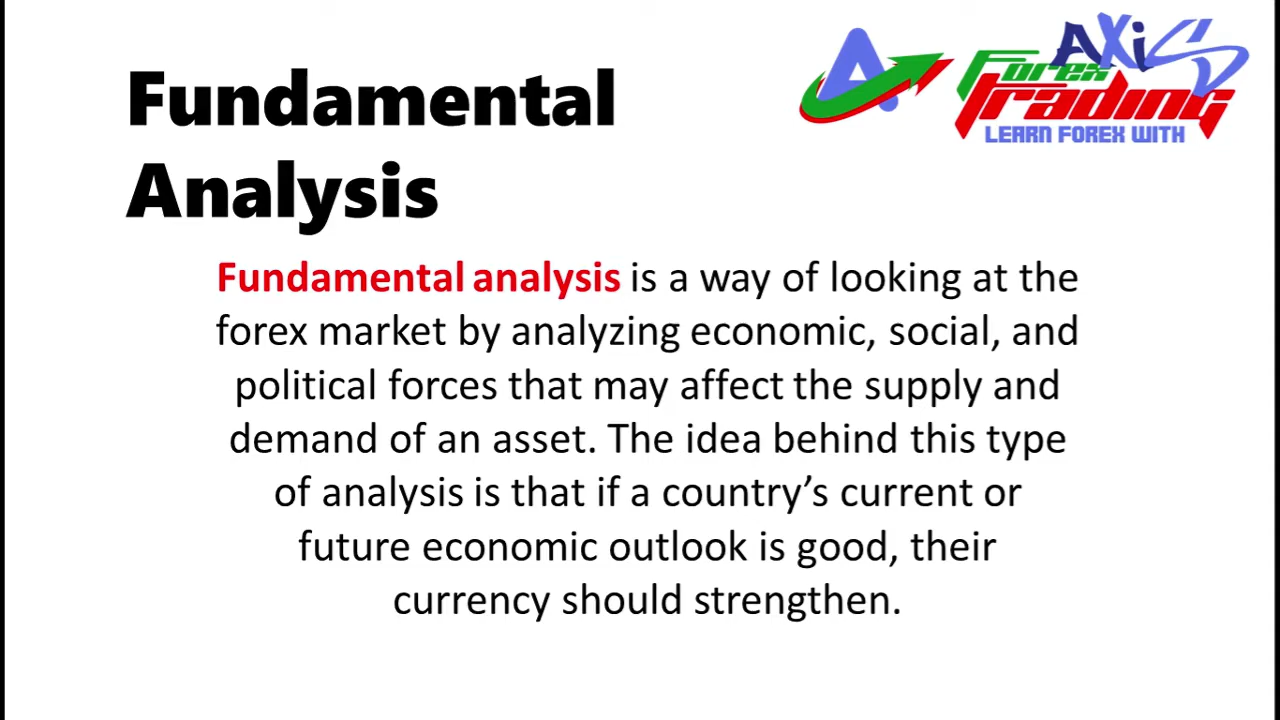 Fundamental
Analysis
AXiS
Forex
Trading
LEARN FOREX WITH
Fundamental analysis is a way of looking at the
forex market by analyzing economic, social, and
political forces that may affect the supply and
demand of an asset. The idea behind this type
of analysis is that if a country’s current or
future economic outlook is good, their
currency should strengthen.